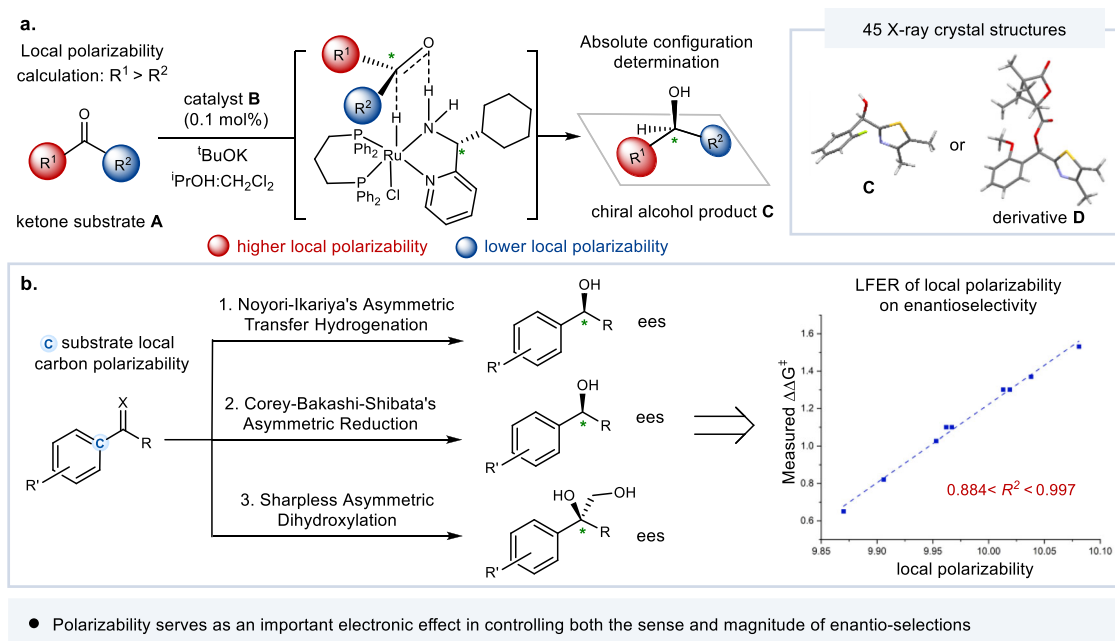 a.
Local polarizability
calculation: R1 > R2
O
R1
R2
ketone substrate A
catalyst B
(0.1 mol%)
tBuOK
iPrOH:CH2Cl2
R1
*
O
R2
H
H
H
P
Ph2
N
Ru
*
P
Ph2
Cl
N
Absolute configuration
determination
OH
H
R1
*
R2
chiral alcohol product C
higher local polarizability
lower local polarizability
45 X-ray crystal structures
C
or
derivative D
b.
C substrate local
carbon polarizability
X
C
R
R'
1. Noyori-Ikariya's Asymmetric
Transfer Hydrogenation
OH
*
R
R'
ees
2. Corey-Bakashi-Shibata's
Asymmetric Reduction
OH
*
R
R'
ees
3. Sharpless Asymmetric
Dihydroxylation
HO
OH
*
R
R'
ees
LFER of local polarizability
on enantioselectivity
Measured ΔΔG‡
1.6
1.4
1.2
1.0
0.8
0.6
0.884< R2 < 0.997
9.85
9.90
9.95
10.00
10.05
10.10
local polarizability
● Polarizability serves as an important electronic effect in controlling both the sense and magnitude of enantio-selections